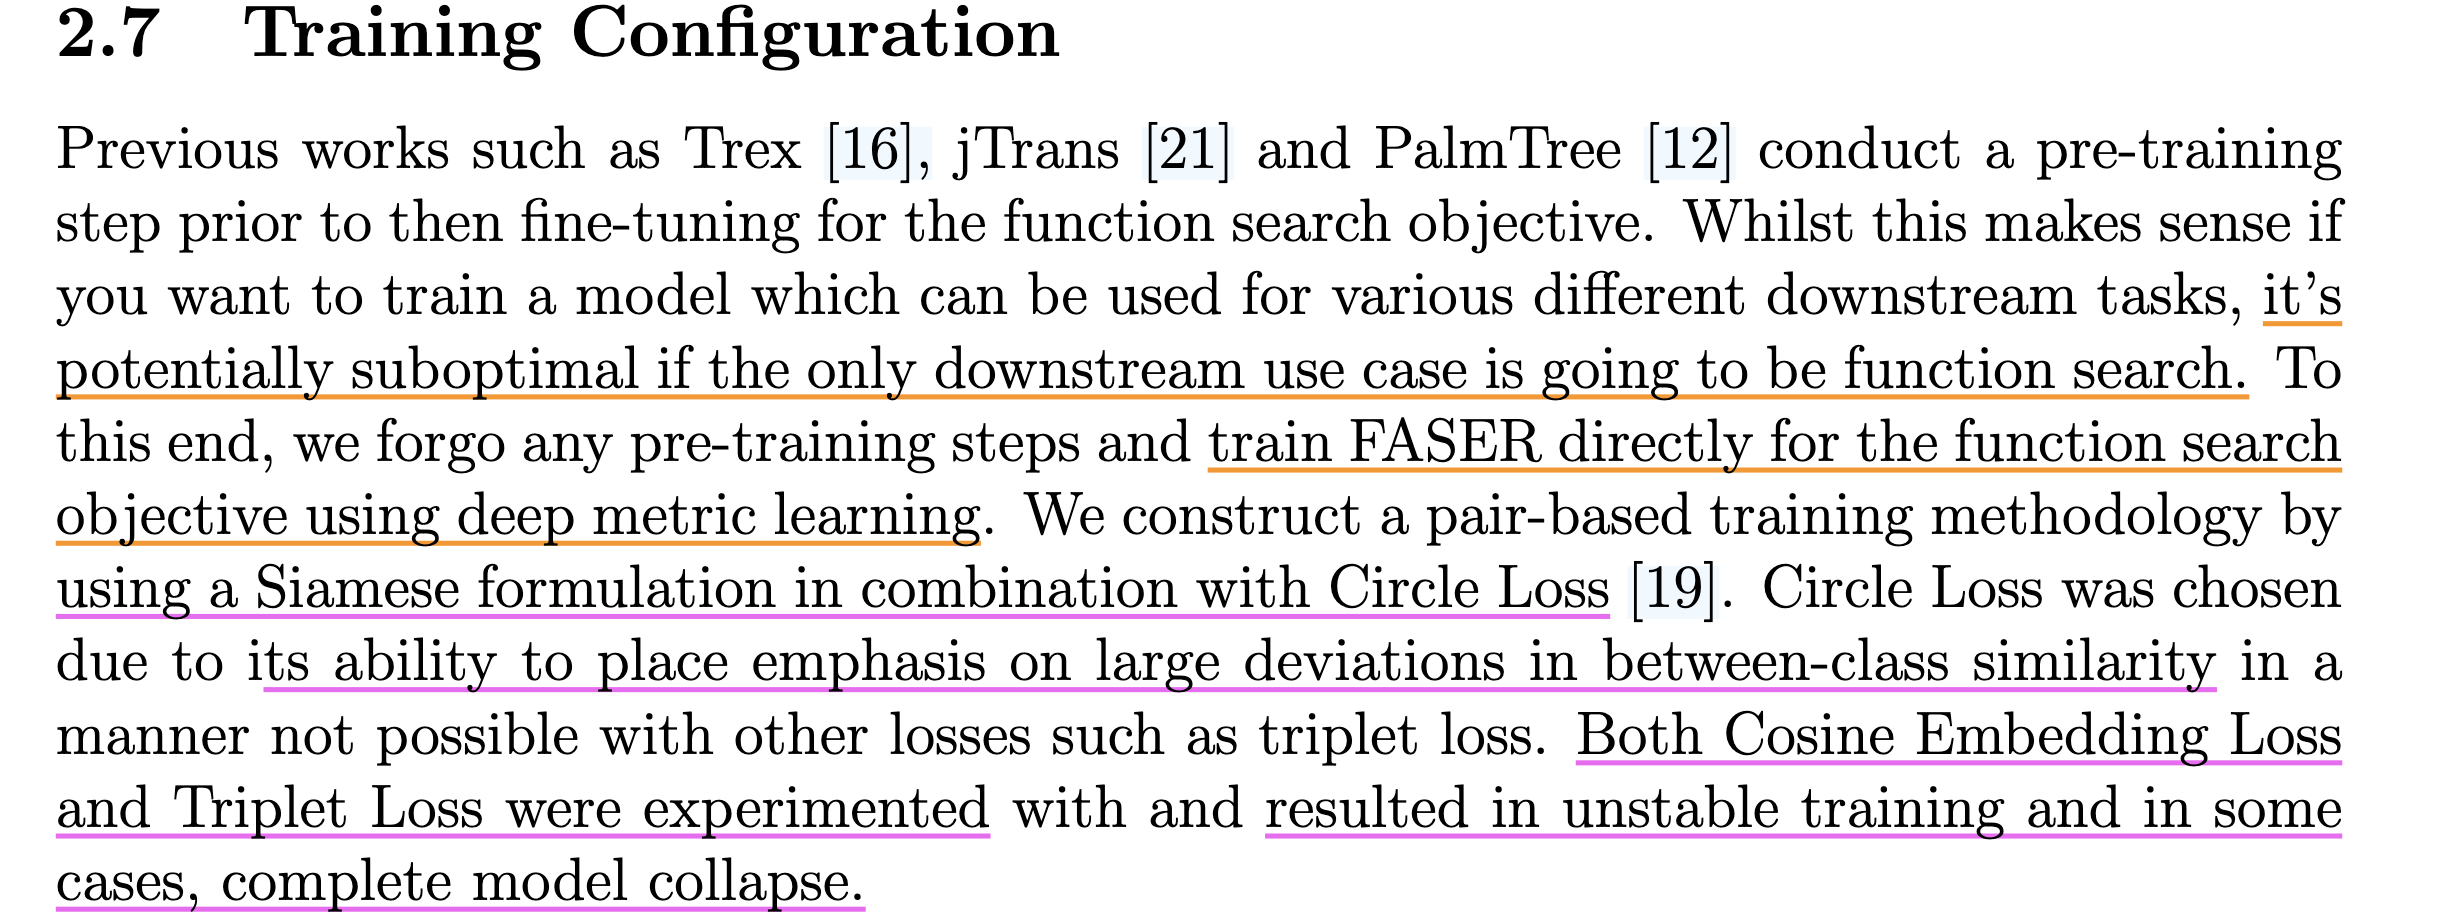 2.7 Training Configuration
Previous works such as Trex [16], jTrans [21] and PalmTree [12] conduct a pre-training
step prior to then fine-tuning for the function search objective. Whilst this makes sense if
you want to train a model which can be used for various different downstream tasks, it’s
potentially suboptimal if the only downstream use case is going to be function search. To
this end, we forgo any pre-training steps and train FASER directly for the function search
objective using deep metric learning. We construct a pair-based training methodology by
using a Siamese formulation in combination with Circle Loss [19]. Circle Loss was chosen
due to its ability to place emphasis on large deviations in between-class similarity in a
manner not possible with other losses such as triplet loss. Both Cosine Embedding Loss
and Triplet Loss were experimented with and resulted in unstable training and in some
cases, complete model collapse.